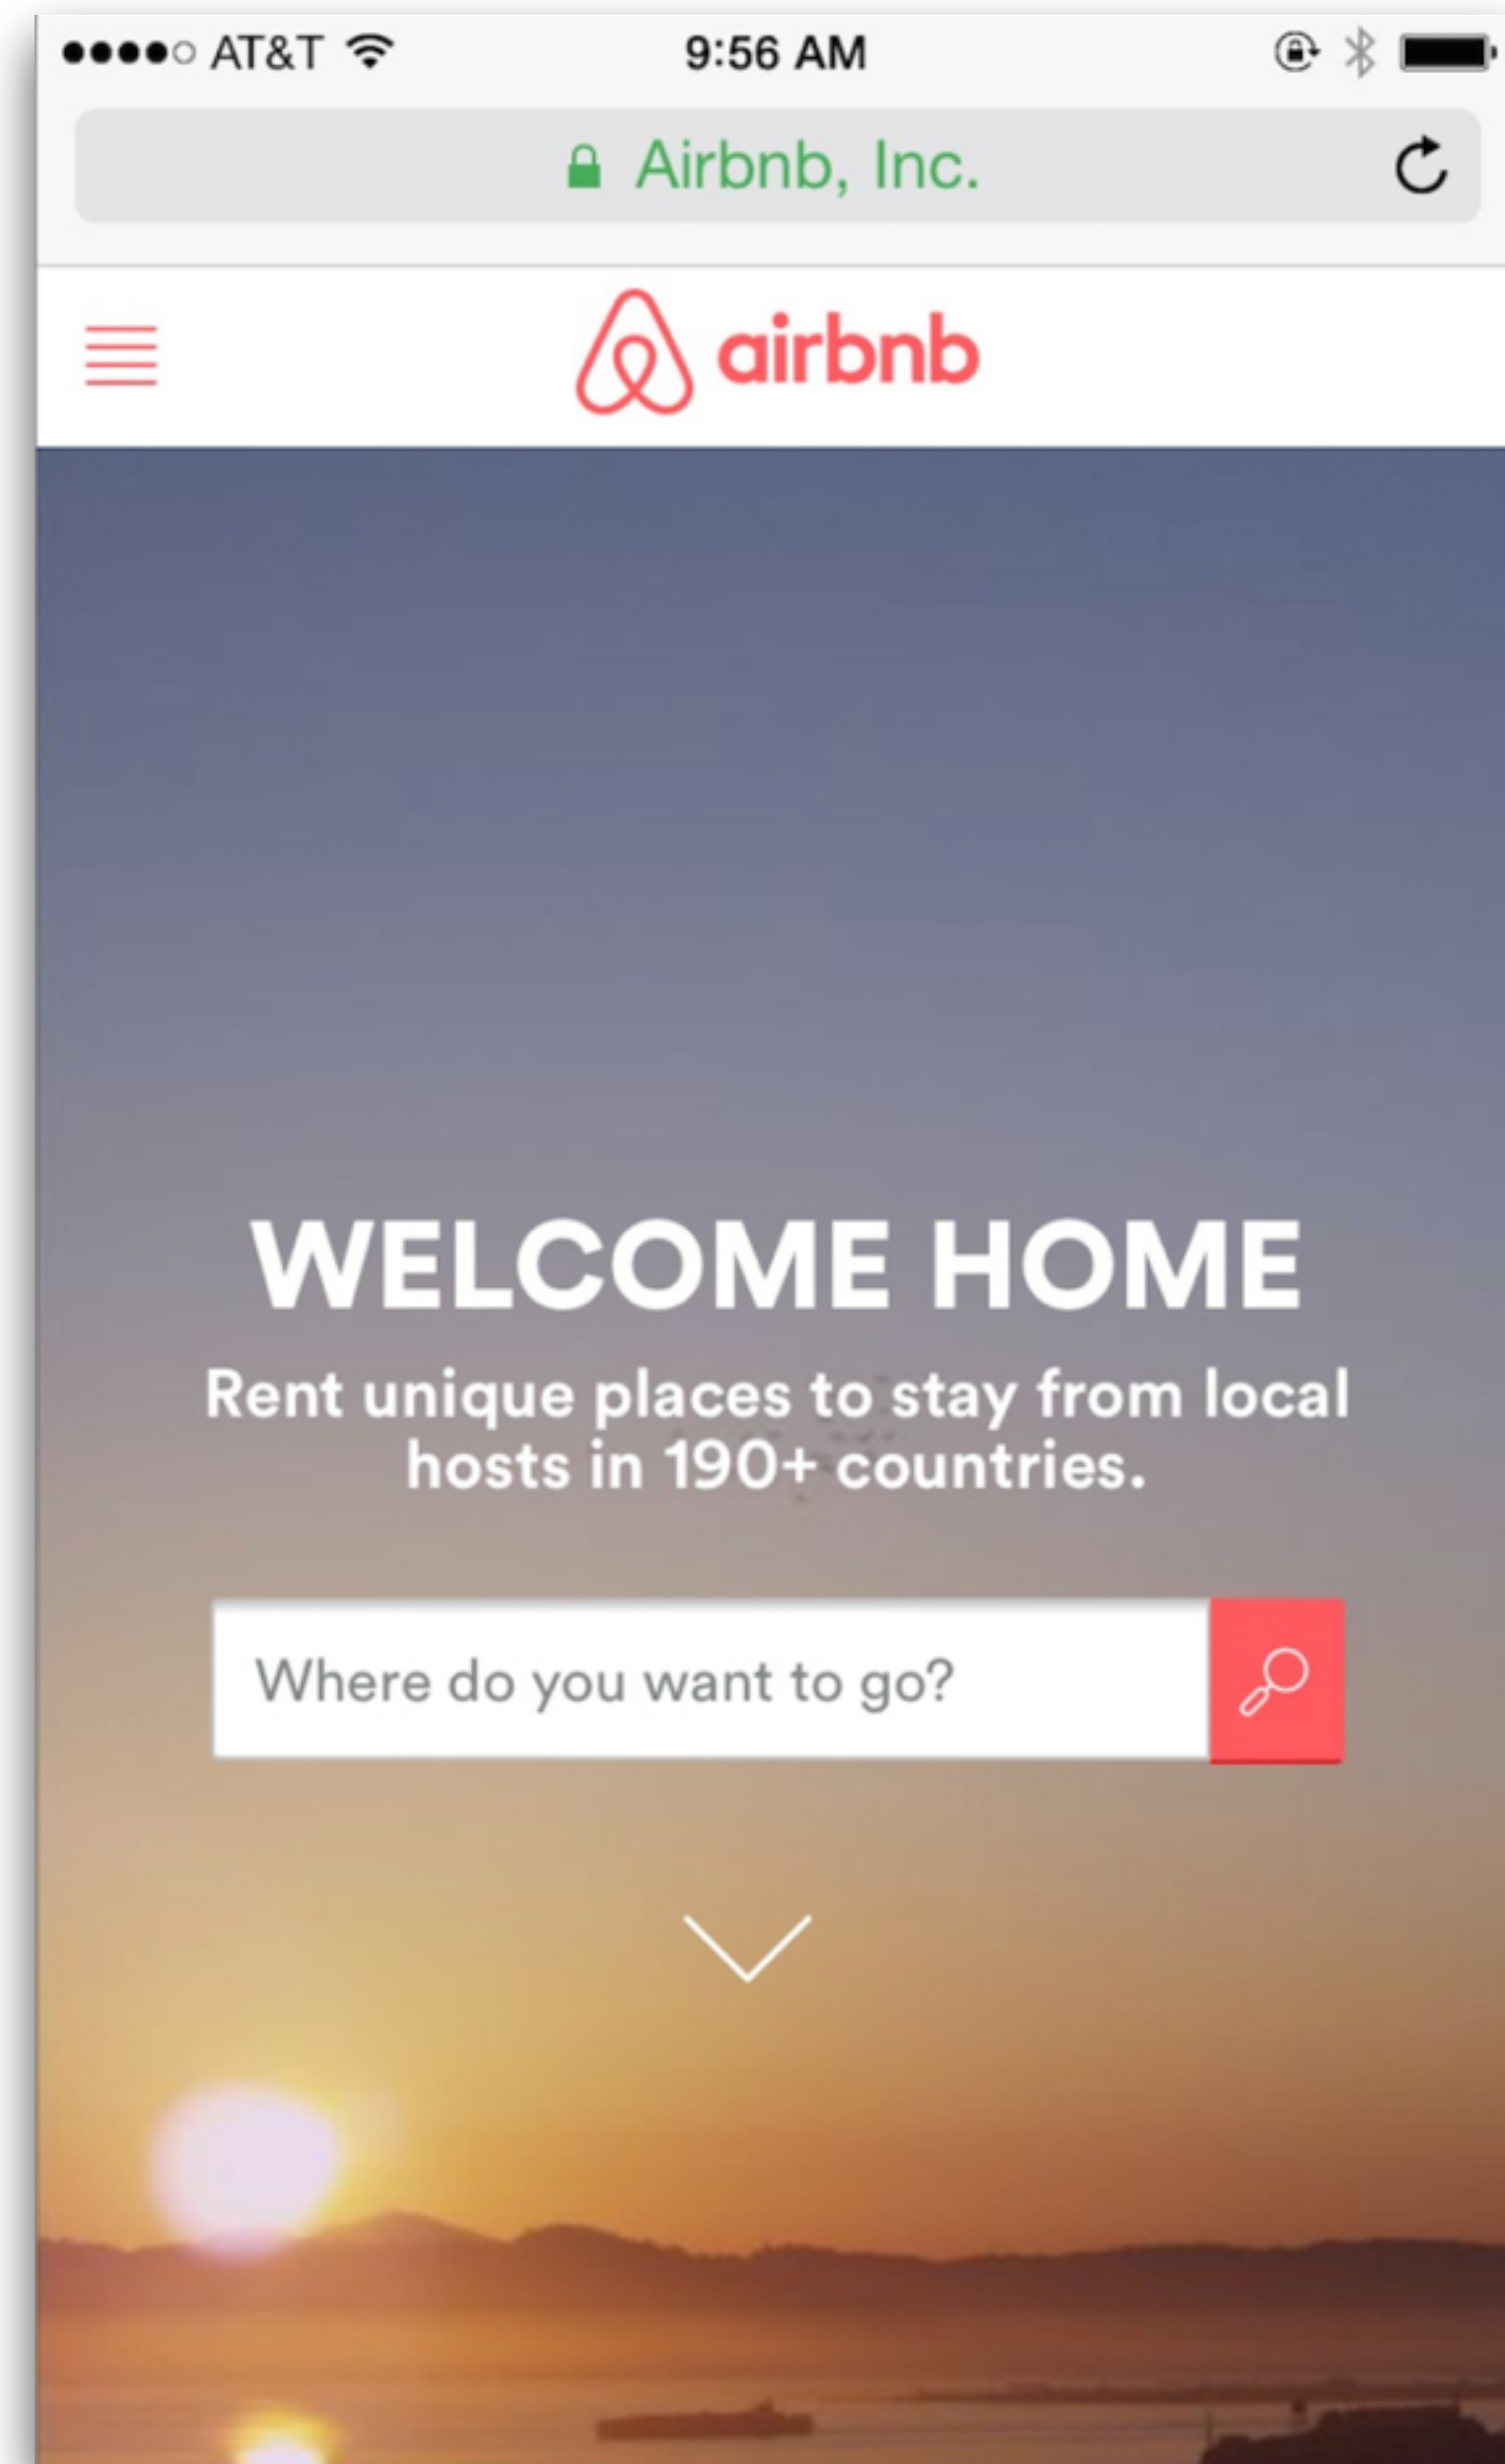 AT&T 9:56 AM
Airbnb, Inc.
airbnb
WELCOME HOME
Rent unique places to stay from local
hosts in 190+ countries.
Where do you want to go?